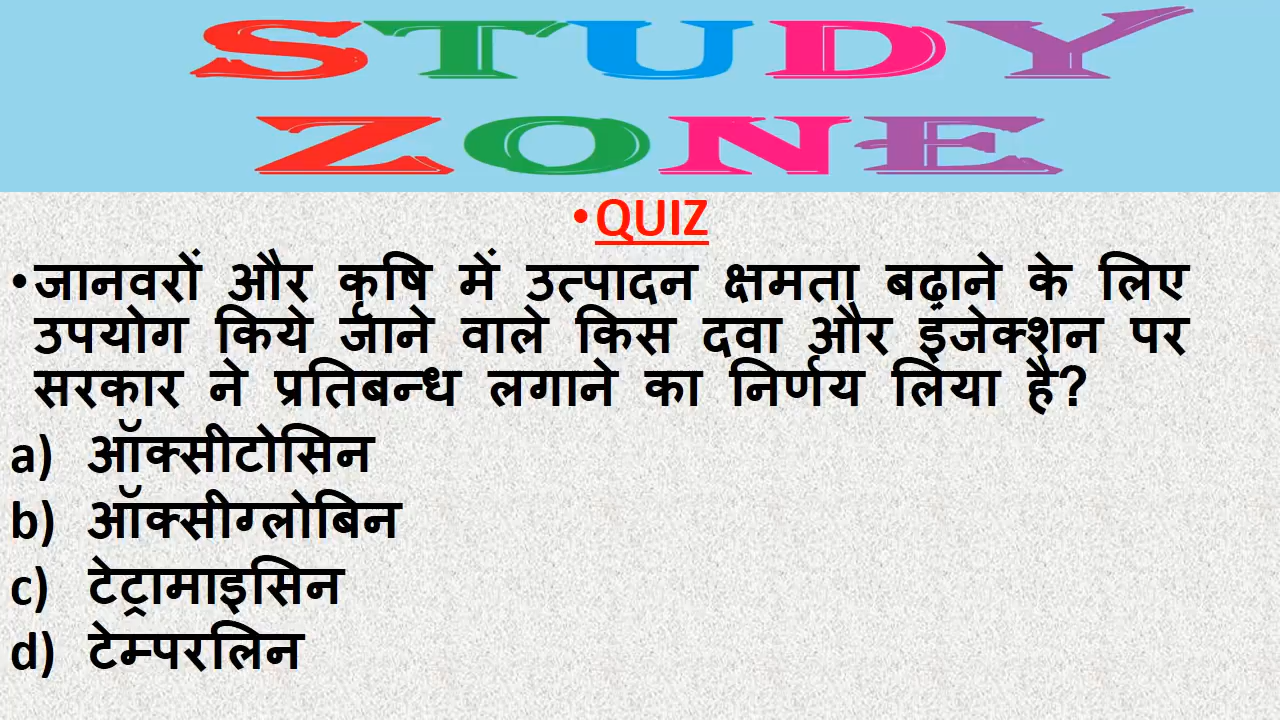 STUDY
ZONE
•QUIZ
•जानवरों और कृषि में उत्पादन क्षमता बढ़ाने के लिए
उपयोग किये जाने वाले किस दवा और इंजेक्शन पर
सरकार ने प्रतिबन्ध लगाने का निर्णय लिया है?
a) ऑक्सीटोसिन
b) ऑक्सीग्लोबिन
c) टेट्रामाइसिन
d) टेम्परलिन